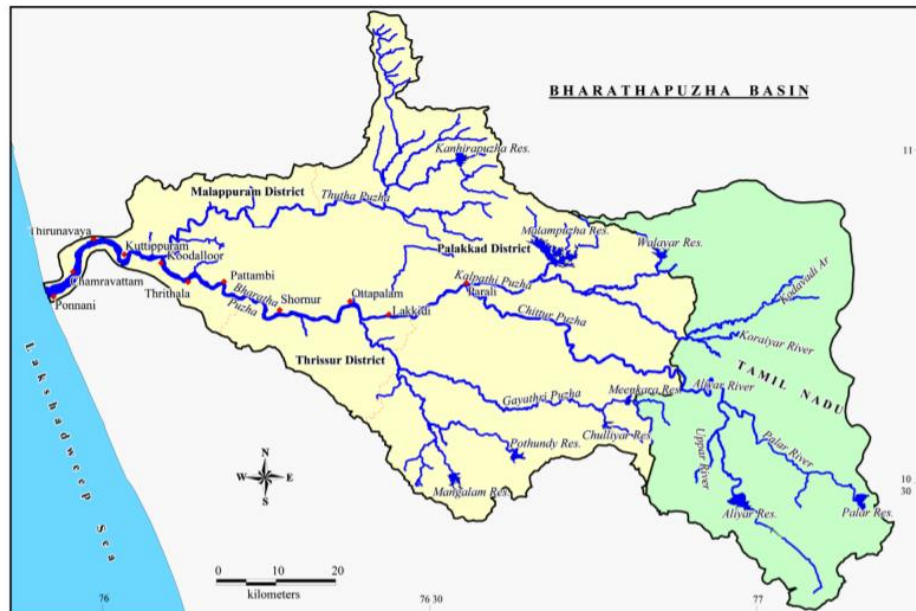 BHARATHAPUZHA BASIN
11
Kanhirapuzha Res.
Malappuram District
Thutha Puzha
Thirunavaya
Malampuzha Res.
Walayar Res.
Palakkad District
Kuttippuram
Koodalloor
Kalpathi Puzha
Kodavadi Ar
Chamravattam
Pattambi
Parali
Thrithala
Bharatha
Puzha
Ponnani
Shornur
Ottapalam
Lakkidi
Chittur Puzha
Koraiyar River
Thrissur District
TAMIL NADU
Lakshadweep Sea
Gayathri Puzha
Meenkara Res.
Aliyar River
Chulliyar Res.
Palar River
Uppar River
Pothundy Res.
N
W E
S
Mangalam Res.
Aliyar Res.
Palar Res.
10
30
0 10 20
kilometers
76
76 30
77